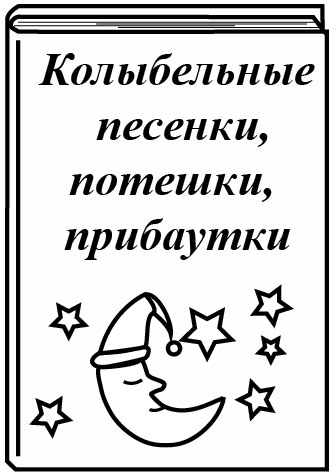 Колыбельные
песенки,
потешки,
прибаутки